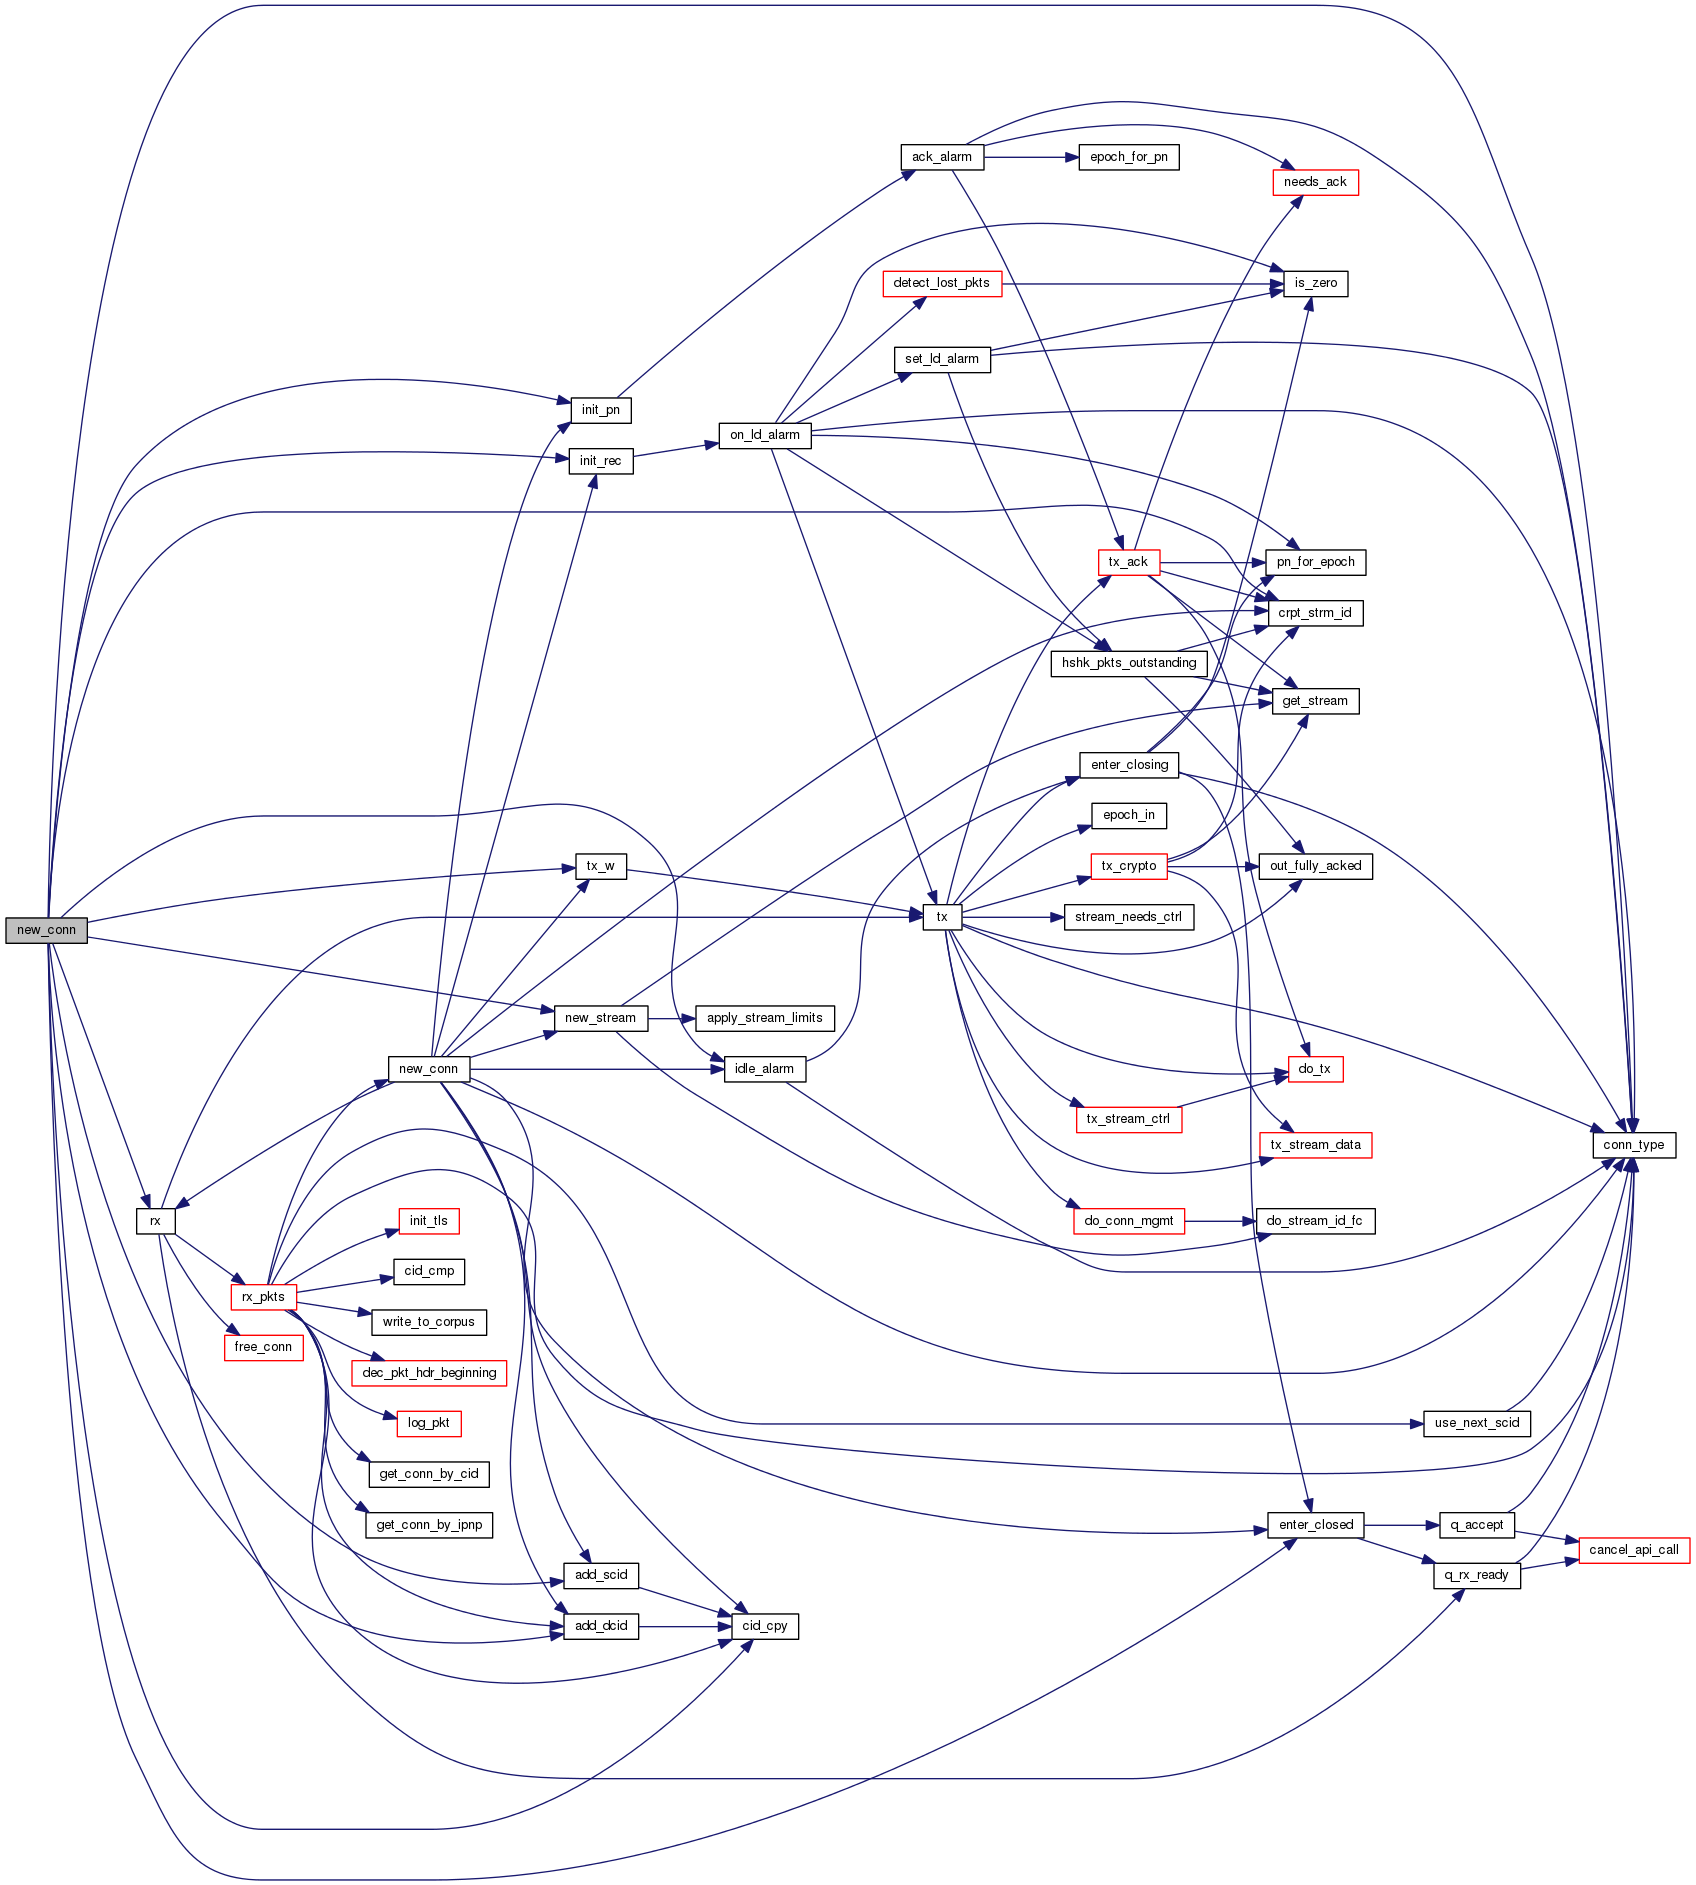 new_conn
rx
rx_pkts
free_conn
new_conn
init_tls
cid_cmp
write_to_corpus
dec_pkt_hdr_beginning
log_pkt
get_conn_by_cid
get_conn_by_ipnp
init_pn
init_rec
tx_w
new_stream
add_scid
add_dcid
on_ld_alarm
apply_stream_limits
idle_alarm
cid_cpy
ack_alarm
detect_lost_pkts
set_ld_alarm
tx
epoch_for_pn
tx_ack
hshk_pkts_outstanding
enter_closing
epoch_in
tx_crypto
stream_needs_ctrl
tx_stream_ctrl
do_conn_mgmt
needs_ack
is_zero
pn_for_epoch
crpt_strm_id
get_stream
out_fully_acked
do_tx
tx_stream_data
do_stream_id_fc
enter_closed
use_next_scid
q_accept
q_rx_ready
conn_type
cancel_api_call